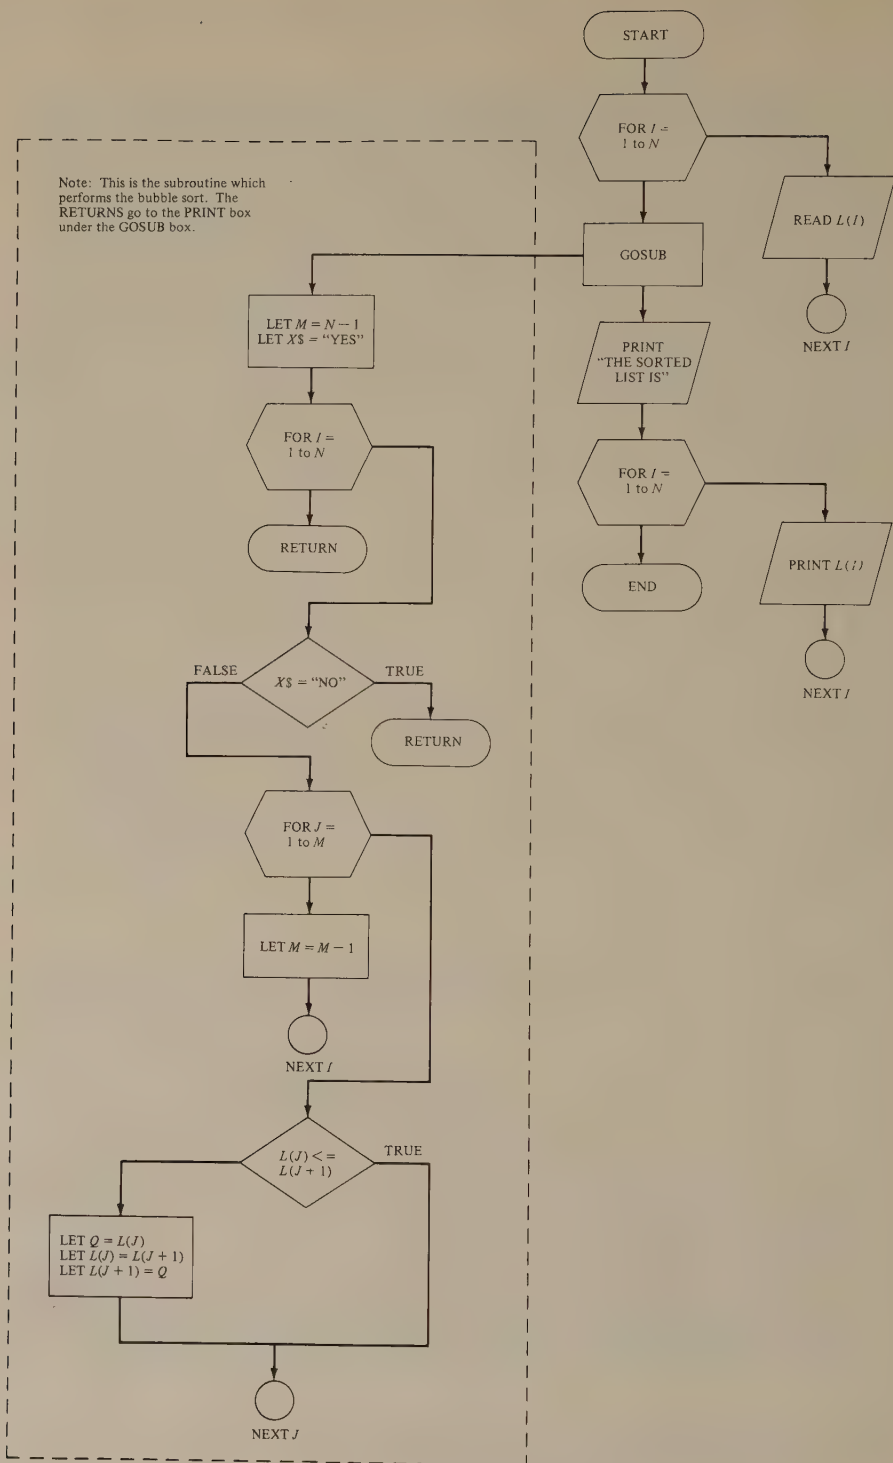 START
FOR I =
1 to N
READ L(I)
NEXT I
GOSUB
PRINT
“THE SORTED
LIST IS”
FOR I =
1 to N
PRINT L(I)
NEXT I
END
Note: This is the subroutine which
performs the bubble sort. The
RETURNS go to the PRINT box
under the GOSUB box.
LET M = N – 1
LET X$ = “YES”
FOR I =
1 to N
RETURN
FALSE
X$ = “NO”
TRUE
RETURN
FOR J =
1 to M
LET M = M – 1
NEXT I
L(J) < =
L(J + 1)
TRUE
LET Q = L(J)
LET L(J) = L(J + 1)
LET L(J + 1) = Q
NEXT J